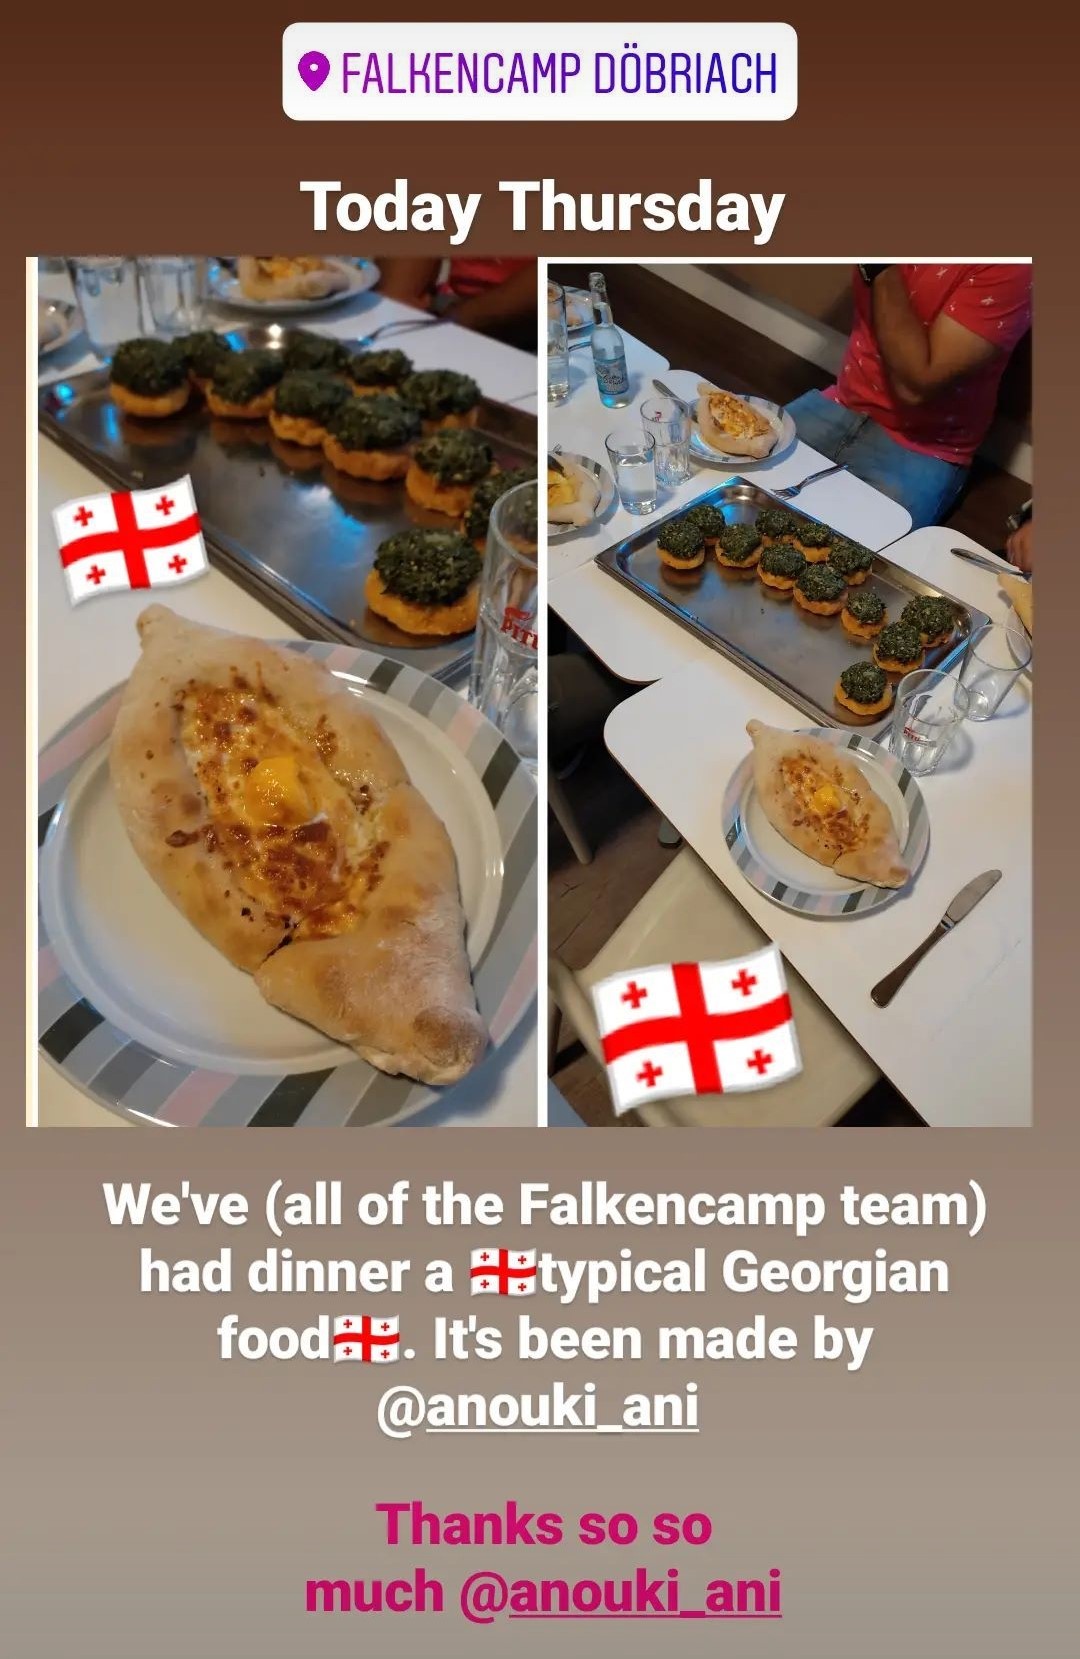 FALKENCAMP DÖBRIACH
Today Thursday
We've (all of the Falkencamp team)
had dinner a 🇬🇪typical Georgian
food🇬🇪. It's been made by
@anouki_ani
Thanks so so
much @anouki_ani